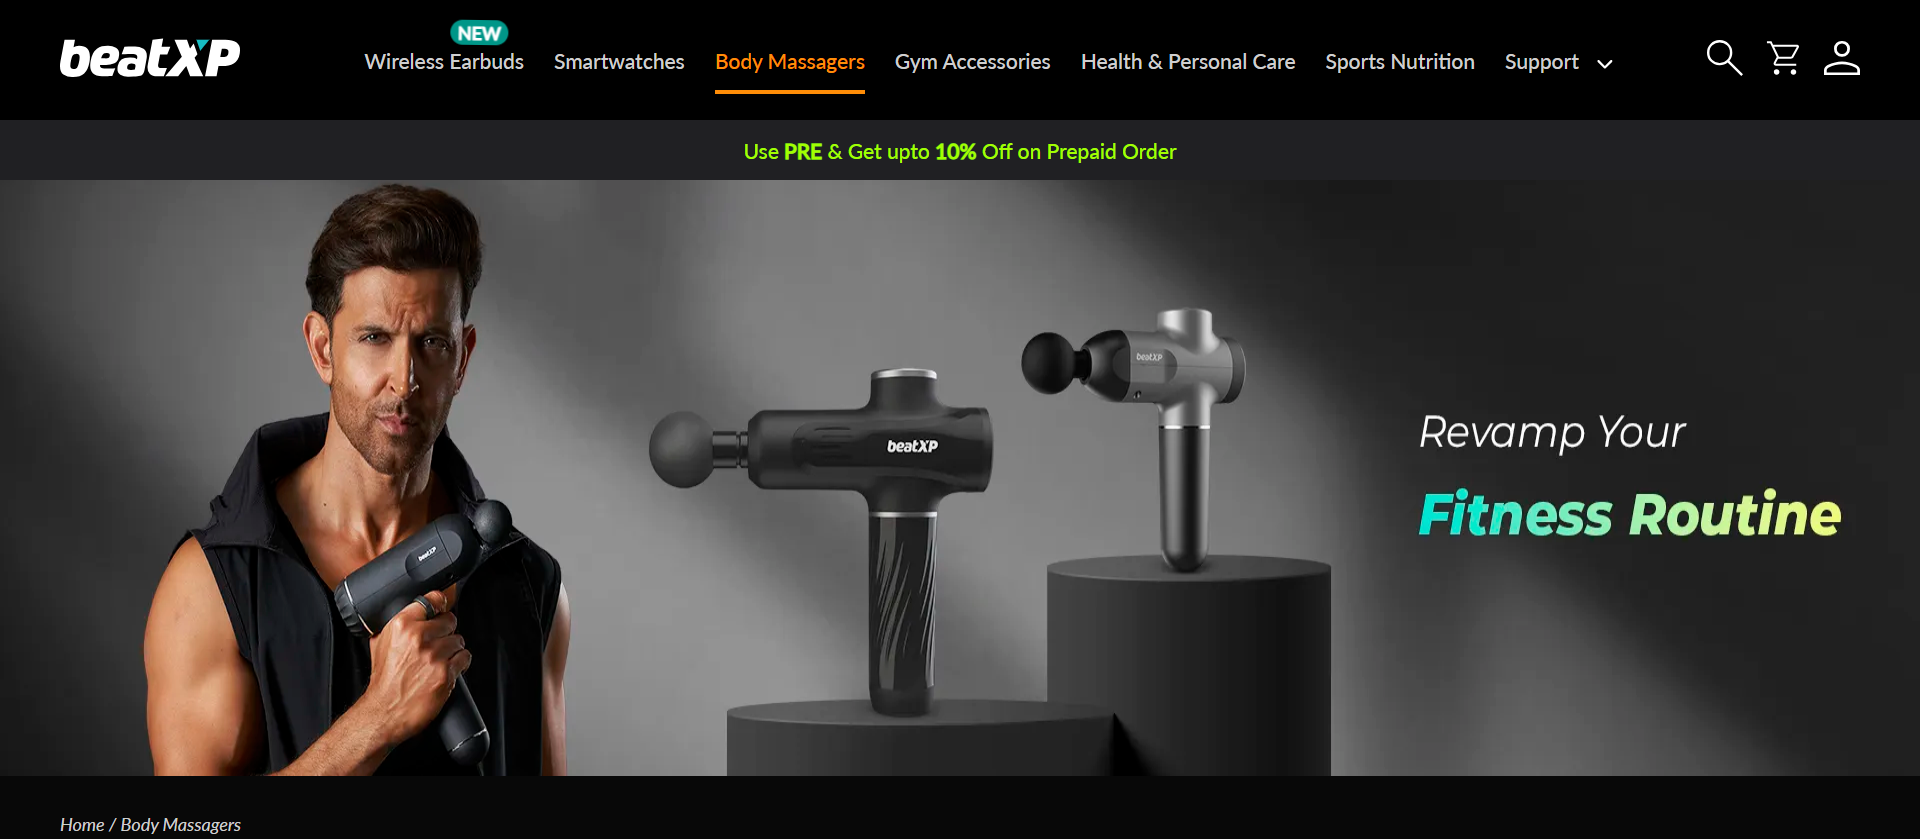 beatXP
NEW
Wireless Earbuds
Smartwatches
Body Massagers
Gym Accessories
Health & Personal Care
Sports Nutrition
Support
Use PRE & Get upto 10% Off on Prepaid Order
beatXP
beatXP
beatXP
Revamp Your
Fitness Routine
Home / Body Massagers